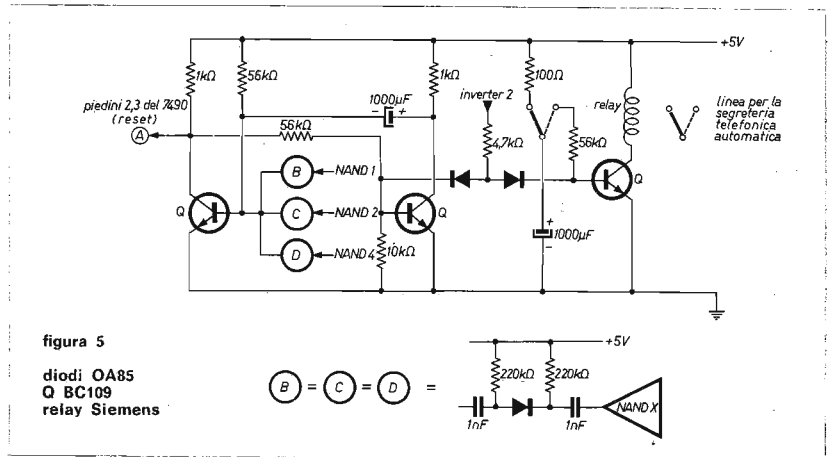 +5V
1kΩ
56kΩ
1kΩ
100Ω
1000µF
- +
inverter 2
relay
linea per la
segreteria
telefonica
automatica
piedini 2,3 del 7490
(reset)
A
56kΩ
4,7kΩ
56kΩ
B
NAND 1
Q
C
NAND 2
Q
Q
D
NAND 4
10kΩ
+
1000µF
-
figura 5
diodi OA85
Q BC109
relay Siemens
B = C = D =
+5V
220kΩ
220kΩ
NAND X
1nF
1nF